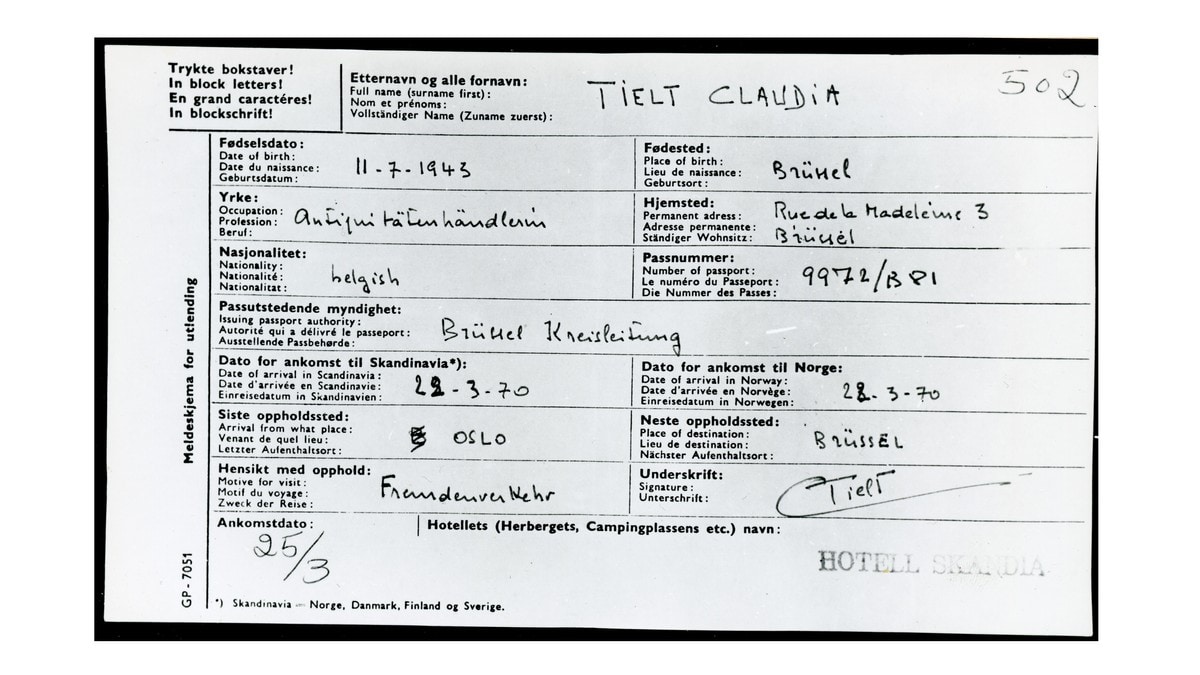 Trykte bokstaver!
In block letters!
En grand caractéres!
In blockschrift!
Etternavn og alle fornavn:
Full name (surname first):
Nom et prénoms:
Vollständiger Name (Zuname zuerst):
TIELT CLAUDIA
502
Fødselsdato:
Date of birth:
Date du naissance:
Geburtsdatum:
11-7-1943
Fødested:
Place of birth:
Lieu de naissance:
Geburtsort:
Brüssel
Yrke:
Occupation:
Profession:
Beruf:
Antiquitätenhändlerin
Hjemsted:
Permanent adress:
Adresse permanente:
Ständiger Wohnsitz:
Rue de la Madeleine 3
Brüssel
Nasjonalitet:
Nationality:
Nationalité:
Nationalitat:
belgish
Passnummer:
Number of passport:
Le numéro du Passeport:
Die Nummer des Passes:
9972/B81
Passutstedende myndighet:
Issuing passport authority:
Autorité qui a délivré le passeport:
Ausstellende Passbehørde:
Brüssel Kreisleitung
Dato for ankomst til Skandinavia*):
Date of arrival in Scandinavia:
Date d'arrivée en Scandinavie:
Einreisedatum in Skandinavien:
-3-70
Dato for ankomst til Norge:
Date of arrival in Norway:
Date d'arrivée en Norvège:
Einreisedatum in Norwegen:
-3-70
Siste oppholdssted:
Arrival from what place:
Venant de quel lieu:
Letzter Aufenthaltsort:
OSLO
Neste oppholdssted:
Place of destination:
Lieu de destination:
Nächster Aufenthaltsort:
BRÜSSEL
Hensikt med opphold:
Motive for visit:
Motif du voyage:
Zweck der Reise:
Fremdenverkehr
Underskrift:
Signature:
Unterschrift:
Tielt
Ankomstdato:
25/3
Hotellets (Herbergets, Campingplassens etc.) navn:
HOTELL SKANDIA
*) Skandinavia — Norge, Danmark, Finland og Sverige.
Meldeskjema for utlending
GP-7051